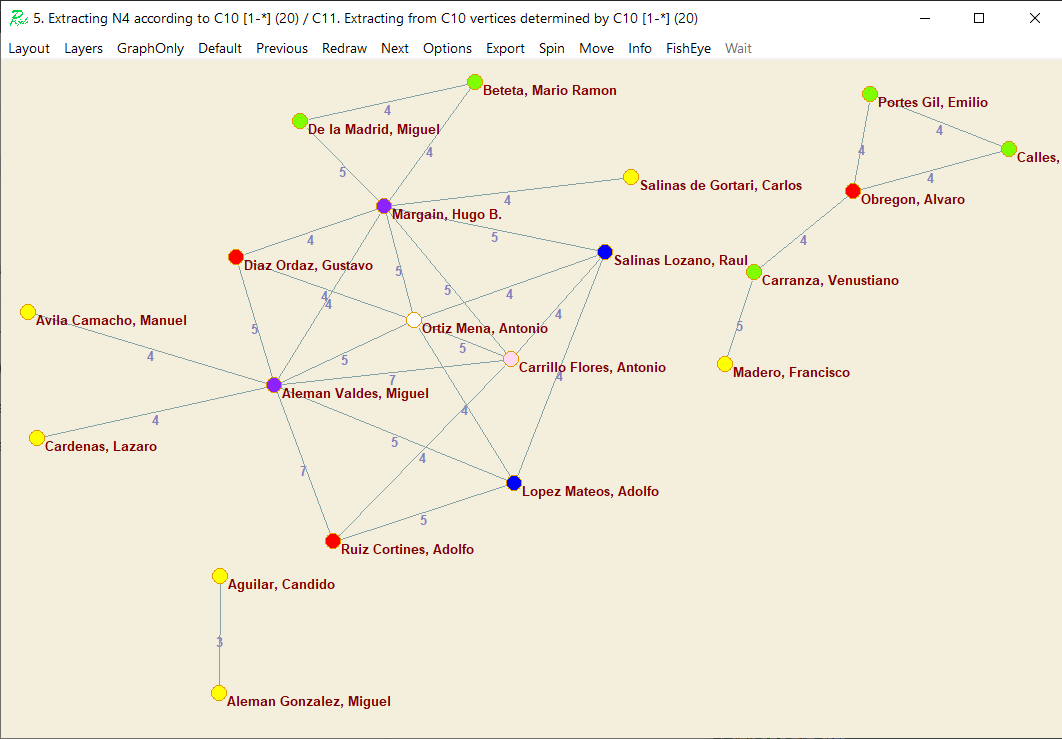 5. Extracting N4 according to C10 [1-*] (20) / C11. Extracting from C10 vertices determined by C10 [1-*] (20)
Layout Layers GraphOnly Default Previous Redraw Next Options Export Spin Move Info FishEye Wait
Beteta, Mario Ramon
Portes Gil, Emilio
4
De la Madrid, Miguel
4
4
4
Calles,
5
4
Salinas de Gortari, Carlos
4
Obregon, Alvaro
Margain, Hugo B.
4
5
4
Salinas Lozano, Raul
Diaz Ordaz, Gustavo
5
Carranza, Venustiano
5
4
4
4
4
Avila Camacho, Manuel
5
Ortiz Mena, Antonio
5
5
4
5
Carrillo Flores, Antonio
Madero, Francisco
7
4
Aleman Valdes, Miguel
4
4
5
Cardenas, Lazaro
4
7
Lopez Mateos, Adolfo
5
Ruiz Cortines, Adolfo
Aguilar, Candido
3
Aleman Gonzalez, Miguel